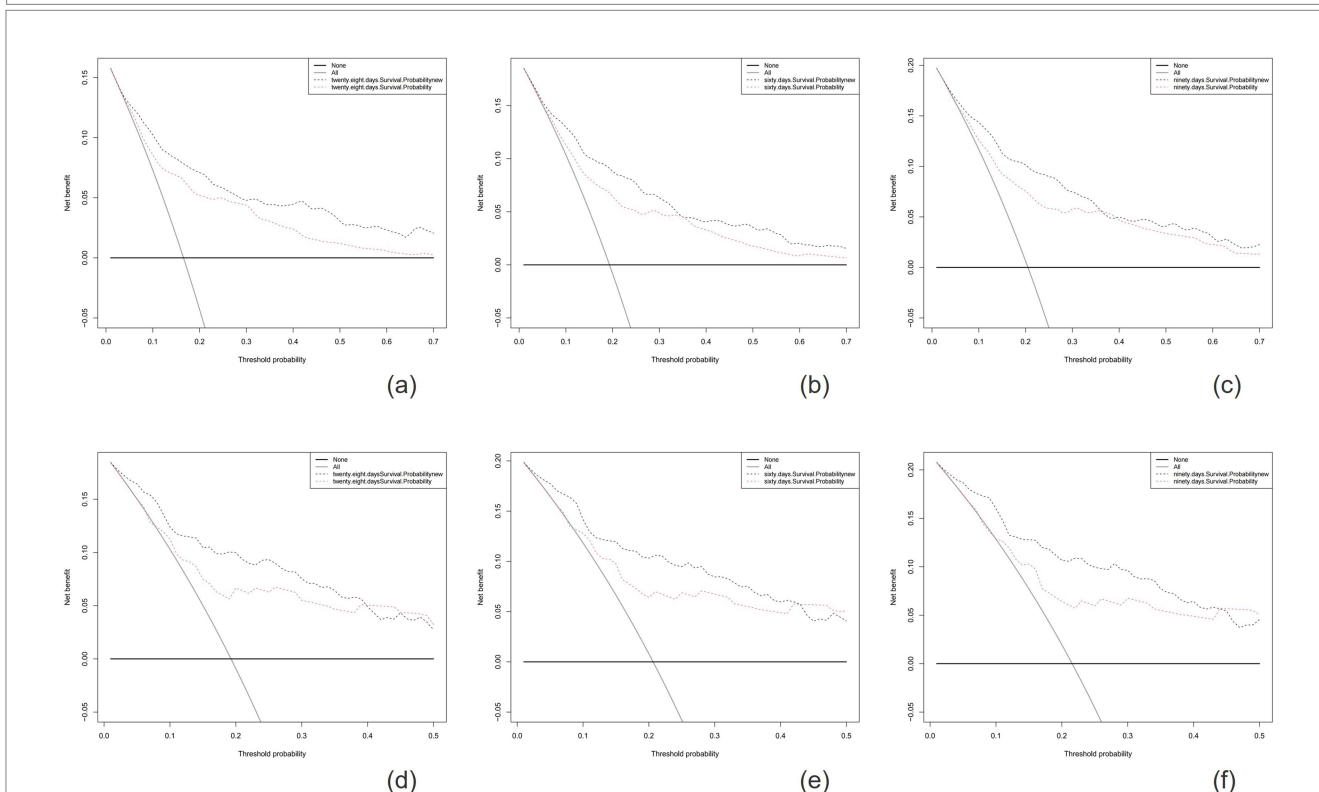 None
All
twenty.eight.days.Survival.Probabilitynew
twenty.eight.days.Survival.Probability
Net benefit
0.15
0.10
0.05
0.00
−0.05
0.0 0.1 0.2 0.3 0.4 0.5 0.6 0.7
Threshold probability
(a)
None
All
sixty.days.Survival.Probabilitynew
sixty.days.Survival.Probability
Net benefit
0.15
0.10
0.05
0.00
−0.05
0.0 0.1 0.2 0.3 0.4 0.5 0.6 0.7
Threshold probability
(b)
None
All
ninety.days.Survival.Probabilitynew
ninety.days.Survival.Probability
Net benefit
0.20
0.15
0.10
0.05
0.00
−0.05
0.0 0.1 0.2 0.3 0.4 0.5 0.6 0.7
Threshold probability
(c)
None
All
twenty.eight.daysSurvival.Probabilitynew
twenty.eight.daysSurvival.Probability
Net benefit
0.15
0.10
0.05
0.00
−0.05
0.0 0.1 0.2 0.3 0.4 0.5
Threshold probability
(d)
None
All
sixty.days.Survival.Probabilitynew
sixty.days.Survival.Probability
Net benefit
0.20
0.15
0.10
0.05
0.00
−0.05
0.0 0.1 0.2 0.3 0.4 0.5
Threshold probability
(e)
None
All
ninety.days.Survival.Probabilitynew
ninety.days.Survival.Probability
Net benefit
0.20
0.15
0.10
0.05
0.00
−0.05
0.0 0.1 0.2 0.3 0.4 0.5
Threshold probability
(f)